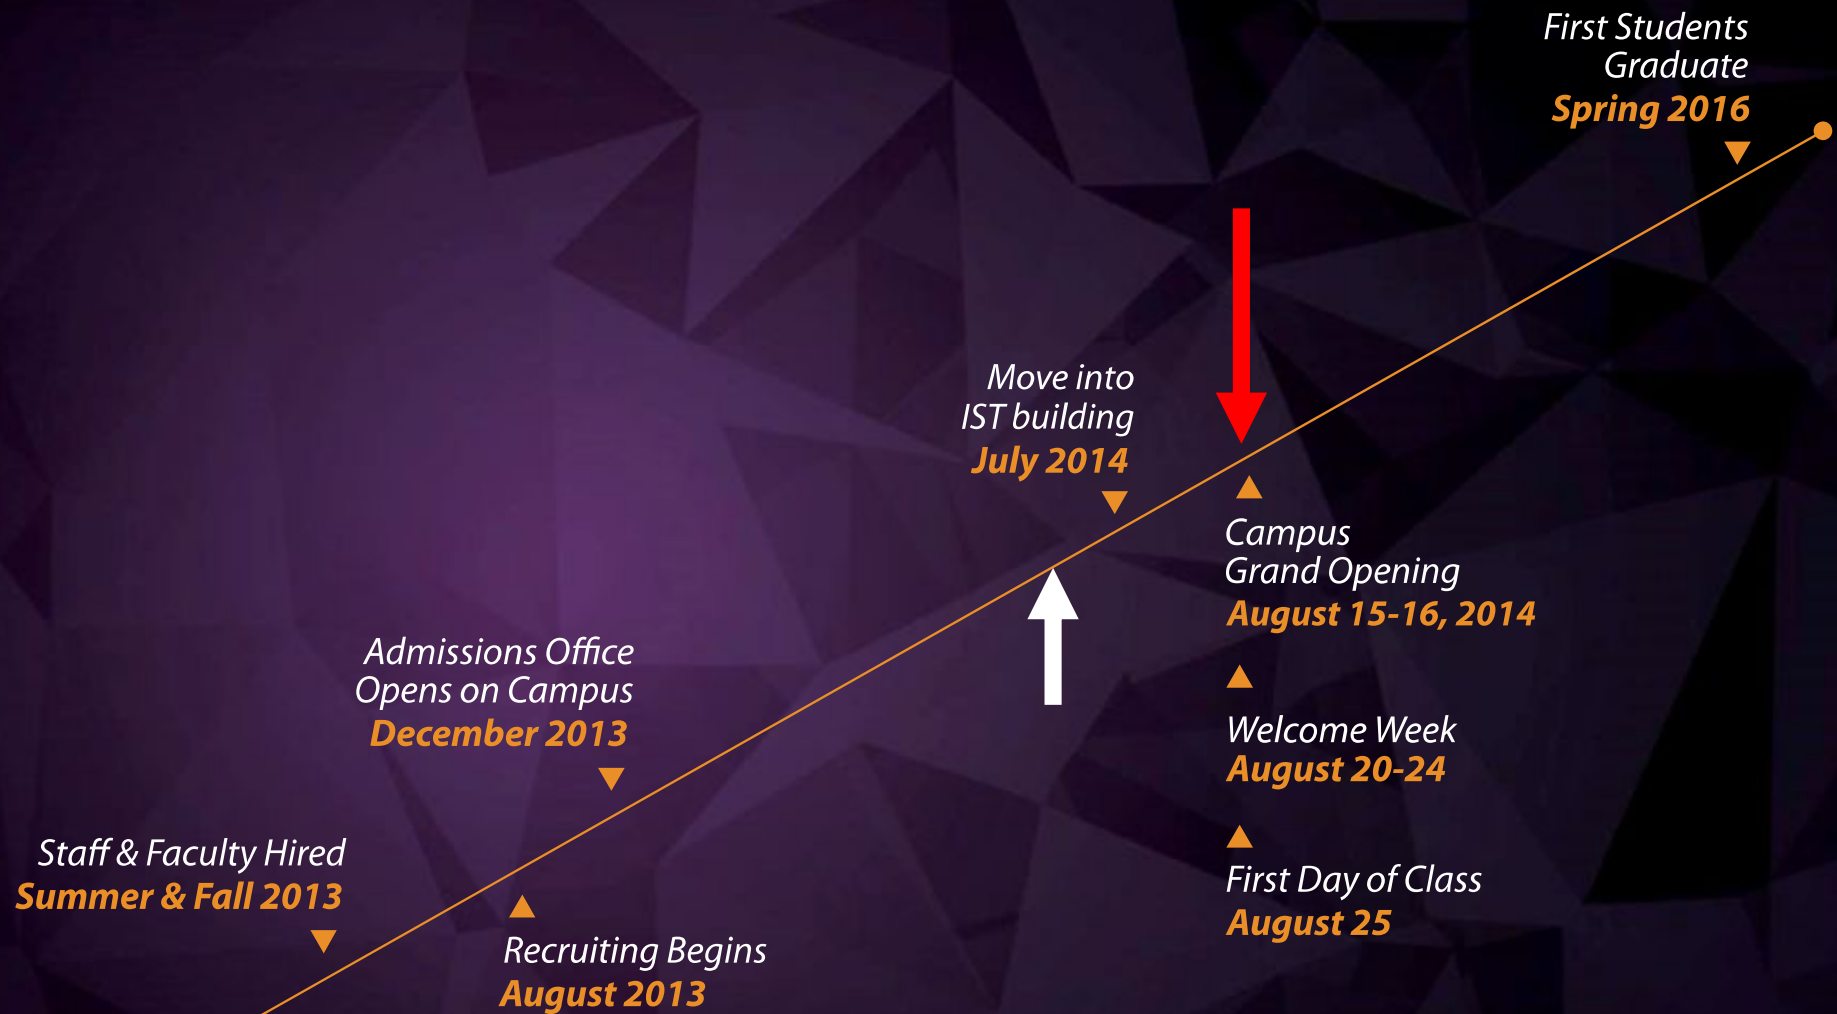 First Students
Graduate
Spring 2016
Move into
IST building
July 2014
Campus
Grand Opening
August 15-16, 2014
Admissions Office
Opens on Campus
December 2013
Welcome Week
August 20-24
Staff & Faculty Hired
Summer & Fall 2013
First Day of Class
August 25
Recruiting Begins
August 2013